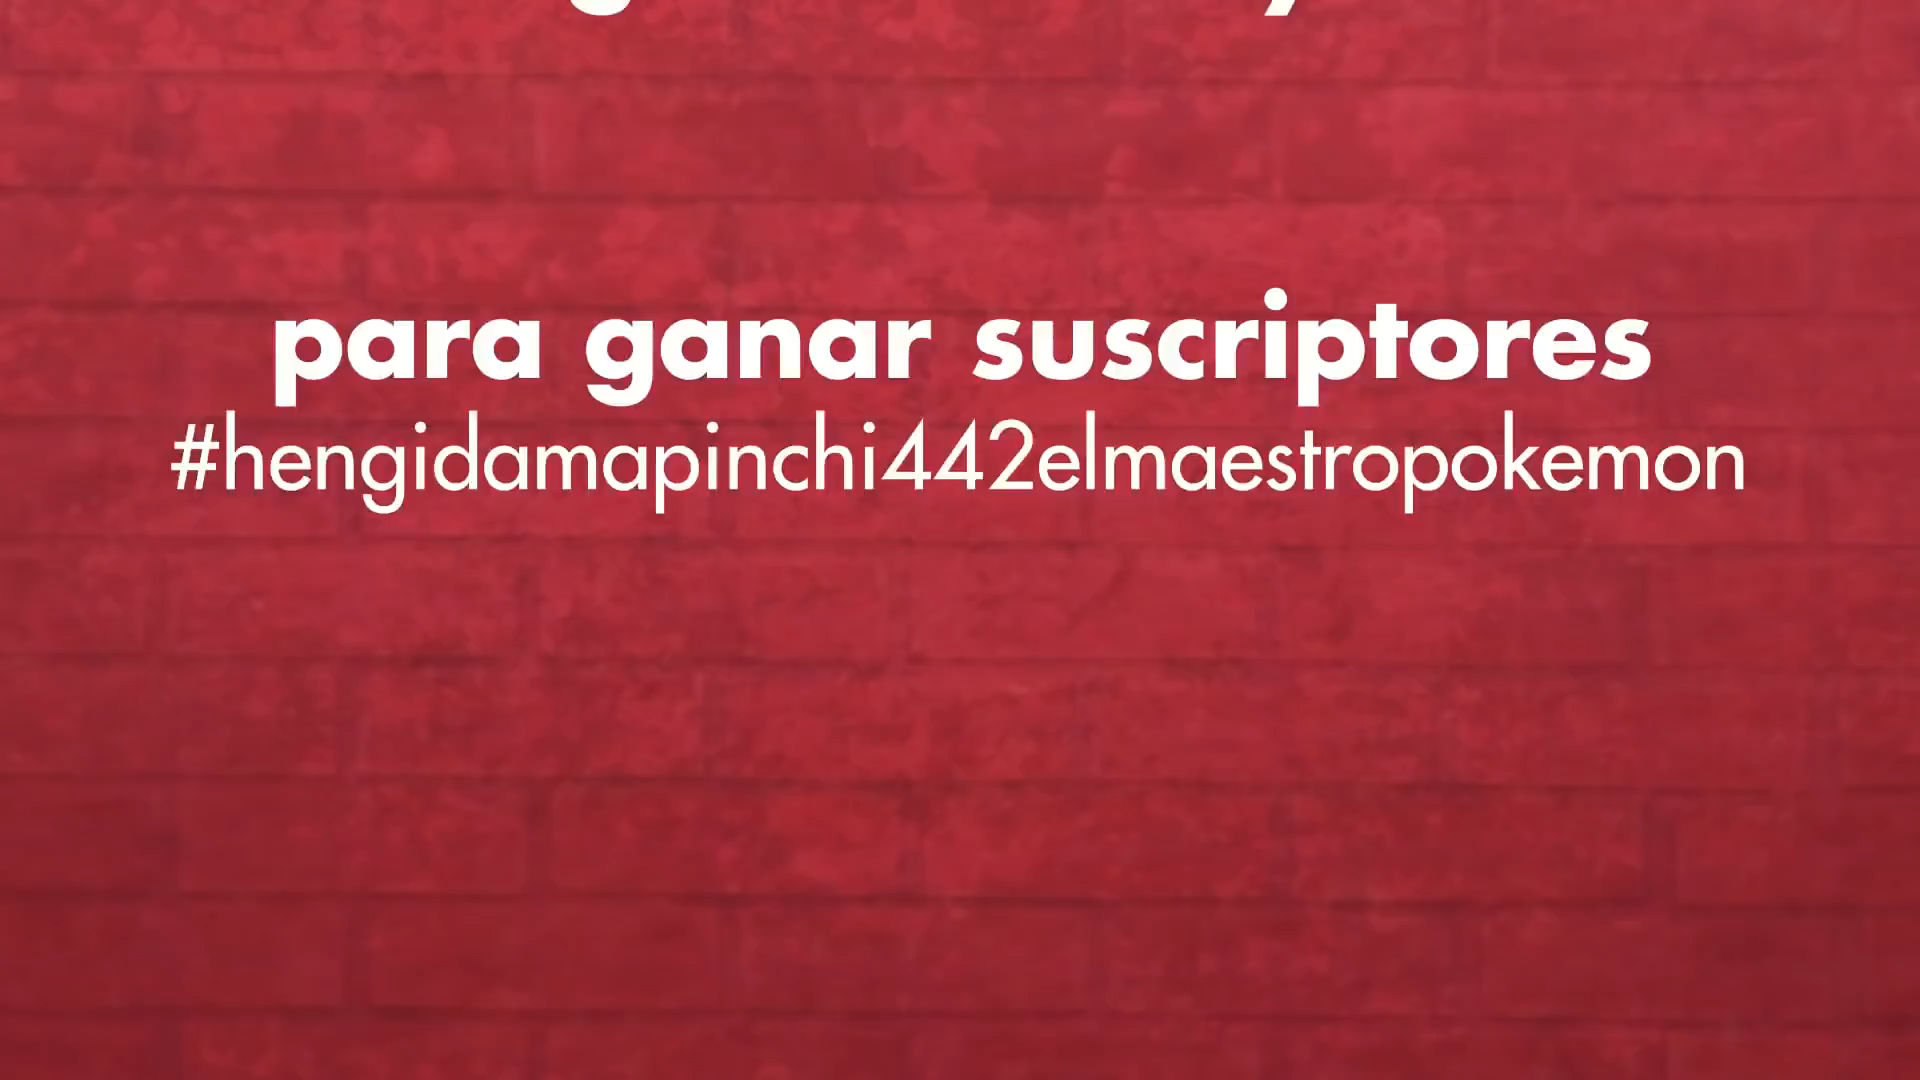 para ganar suscriptores
#hengidamapinchi442elmaestropokemon